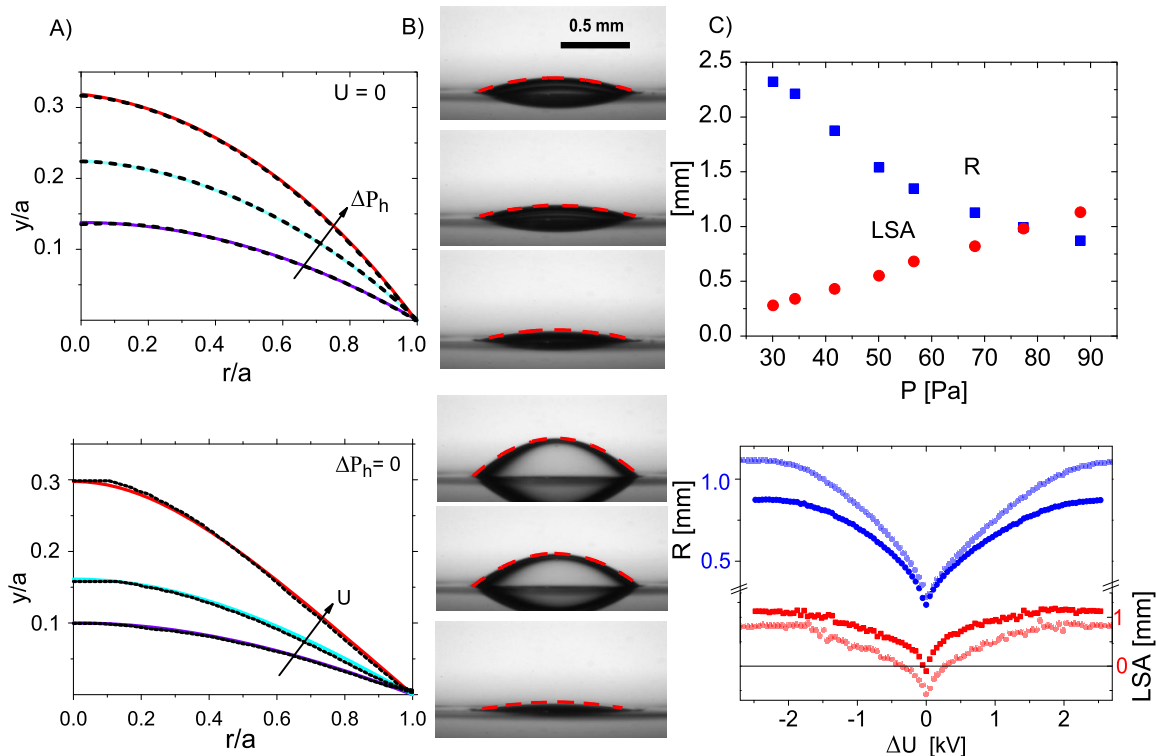 A)
B)
C)
U = 0
ΔPh
0.3
0.2
0.1
y/a
0.0 0.2 0.4 0.6 0.8 1.0
r/a
0.5 mm
2.5
2.0
1.5
1.0
0.5
0.0
[mm]
R
LSA
30 40 50 60 70 80 90
P [Pa]
ΔPh = 0
U
0.3
0.2
0.1
y/a
0.0 0.2 0.4 0.6 0.8 1.0
r/a
R [mm]
1.0
0.5
1
0
LSA [mm]
-2 -1 0 1 2
ΔU [kV]